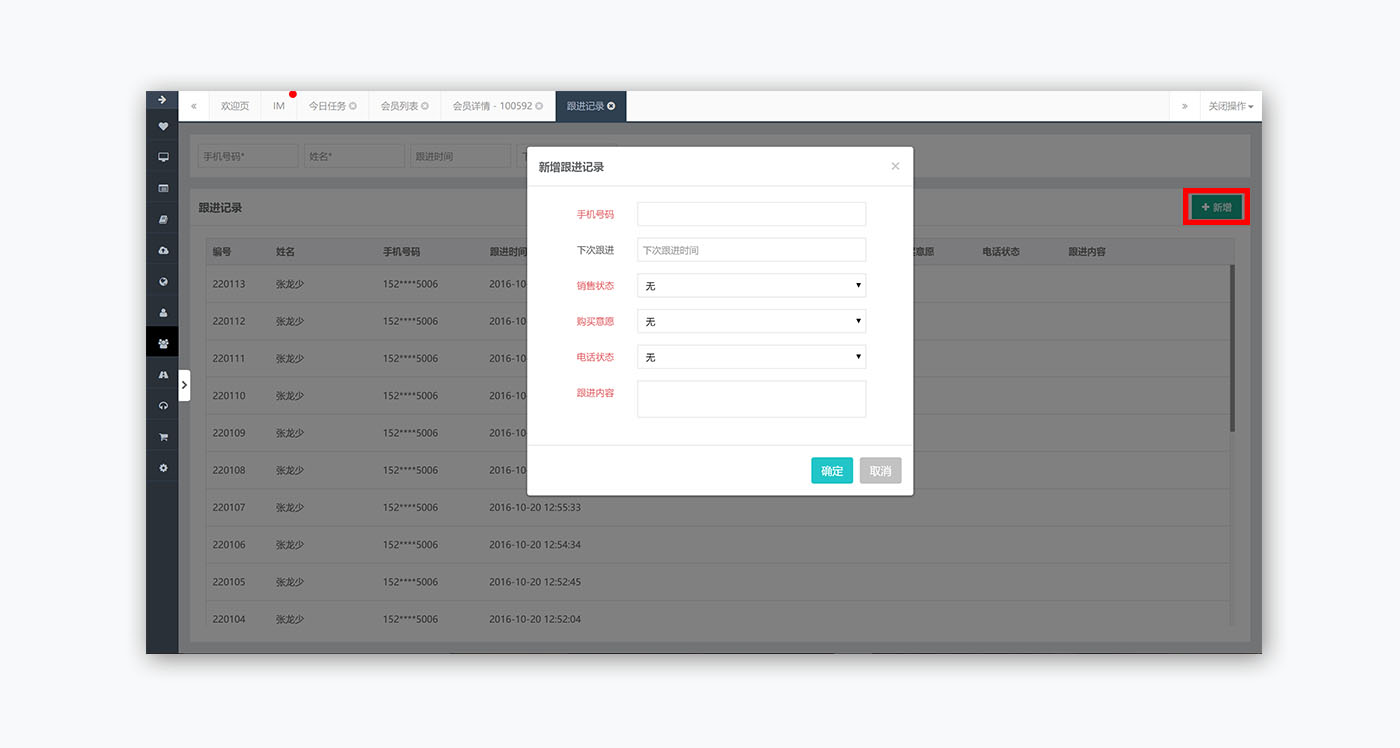 « 欢迎页 IM 今日任务 会员列表 会员详情 - 100592 跟进记录 » 关闭操作
手机号码* 姓名* 跟进时间
新增跟进记录 ×
跟进记录 + 新增
手机号码
编号 姓名 手机号码 跟进时间 意愿 电话状态 跟进内容
下次跟进 下次跟进时间
220113 张龙少 152****5006 2016-10
销售状态 无
220112 张龙少 152****5006 2016-10
购买意愿 无
220111 张龙少 152****5006 2016-10
电话状态 无
220110 张龙少 152****5006 2016-10
跟进内容
220109 张龙少 152****5006 2016-10
220108 张龙少 152****5006 2016-10
确定 取消
220107 张龙少 152****5006 2016-10-20 12:55:33
220106 张龙少 152****5006 2016-10-20 12:54:34
220105 张龙少 152****5006 2016-10-20 12:52:45
220104 张龙少 152****5006 2016-10-20 12:52:04